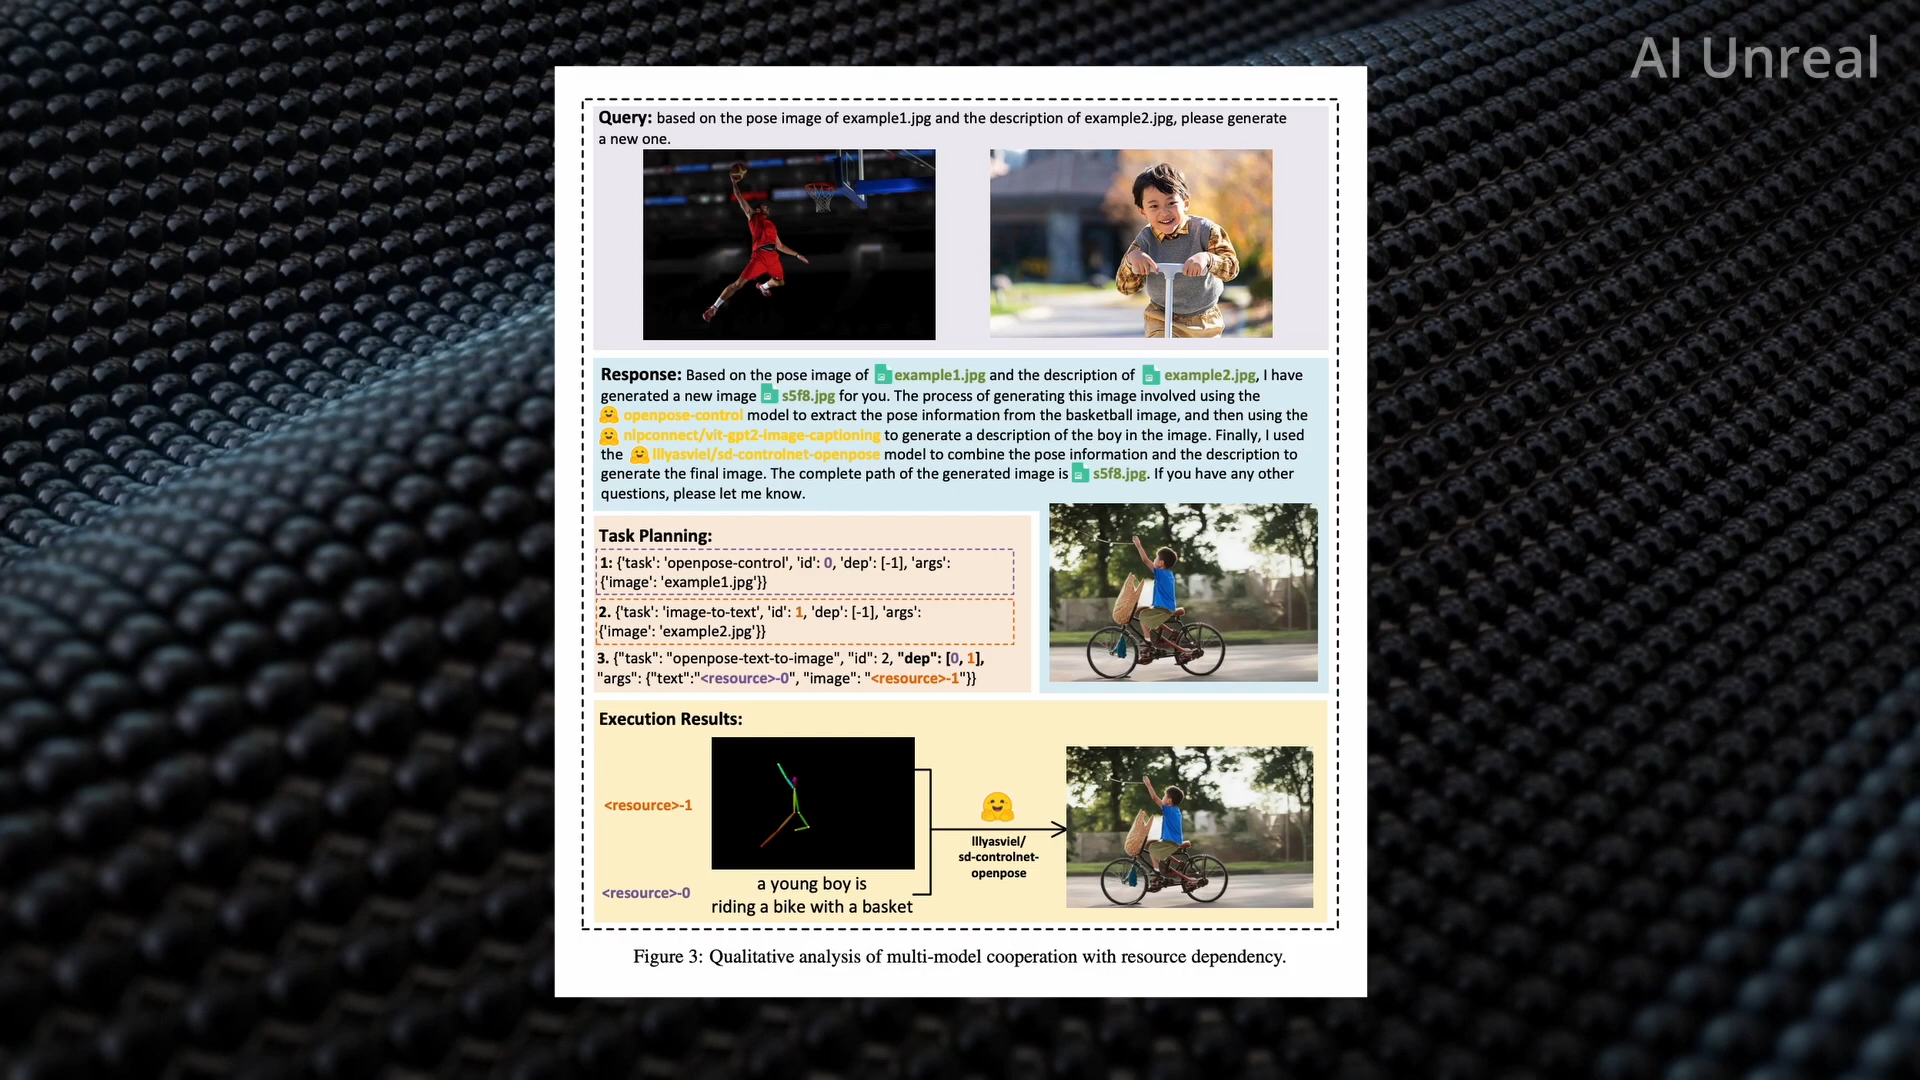 AI Unreal
Query: based on the pose image of example1.jpg and the description of example2.jpg, please generate
a new one.
Response: Based on the pose image of example1.jpg and the description of example2.jpg, I have
generated a new image s5f8.jpg for you. The process of generating this image involved using the
openpose-control model to extract the pose information from the basketball image, and then using the
nlpconnect/vit-gpt2-image-captioning to generate a description of the boy in the image. Finally, I used
the lllyasviel/sd-controlnet-openpose model to combine the pose information and the description to
generate the final image. The complete path of the generated image is s5f8.jpg. If you have any other
questions, please let me know.
Task Planning:
1: {'task': 'openpose-control', 'id': 0, 'dep': [-1], 'args':
{'image': 'example1.jpg'}}
2. {'task': 'image-to-text', 'id': 1, 'dep': [-1], 'args':
{'image': 'example2.jpg'}}
3. {"task": "openpose-text-to-image", "id": 2, "dep": [0, 1],
"args": {"text":"<resource>-0", "image": "<resource>-1"}}
Execution Results:
<resource>-1
<resource>-0
a young boy is
riding a bike with a basket
lllyasviel/
sd-controlnet-
openpose
Figure 3: Qualitative analysis of multi-model cooperation with resource dependency.